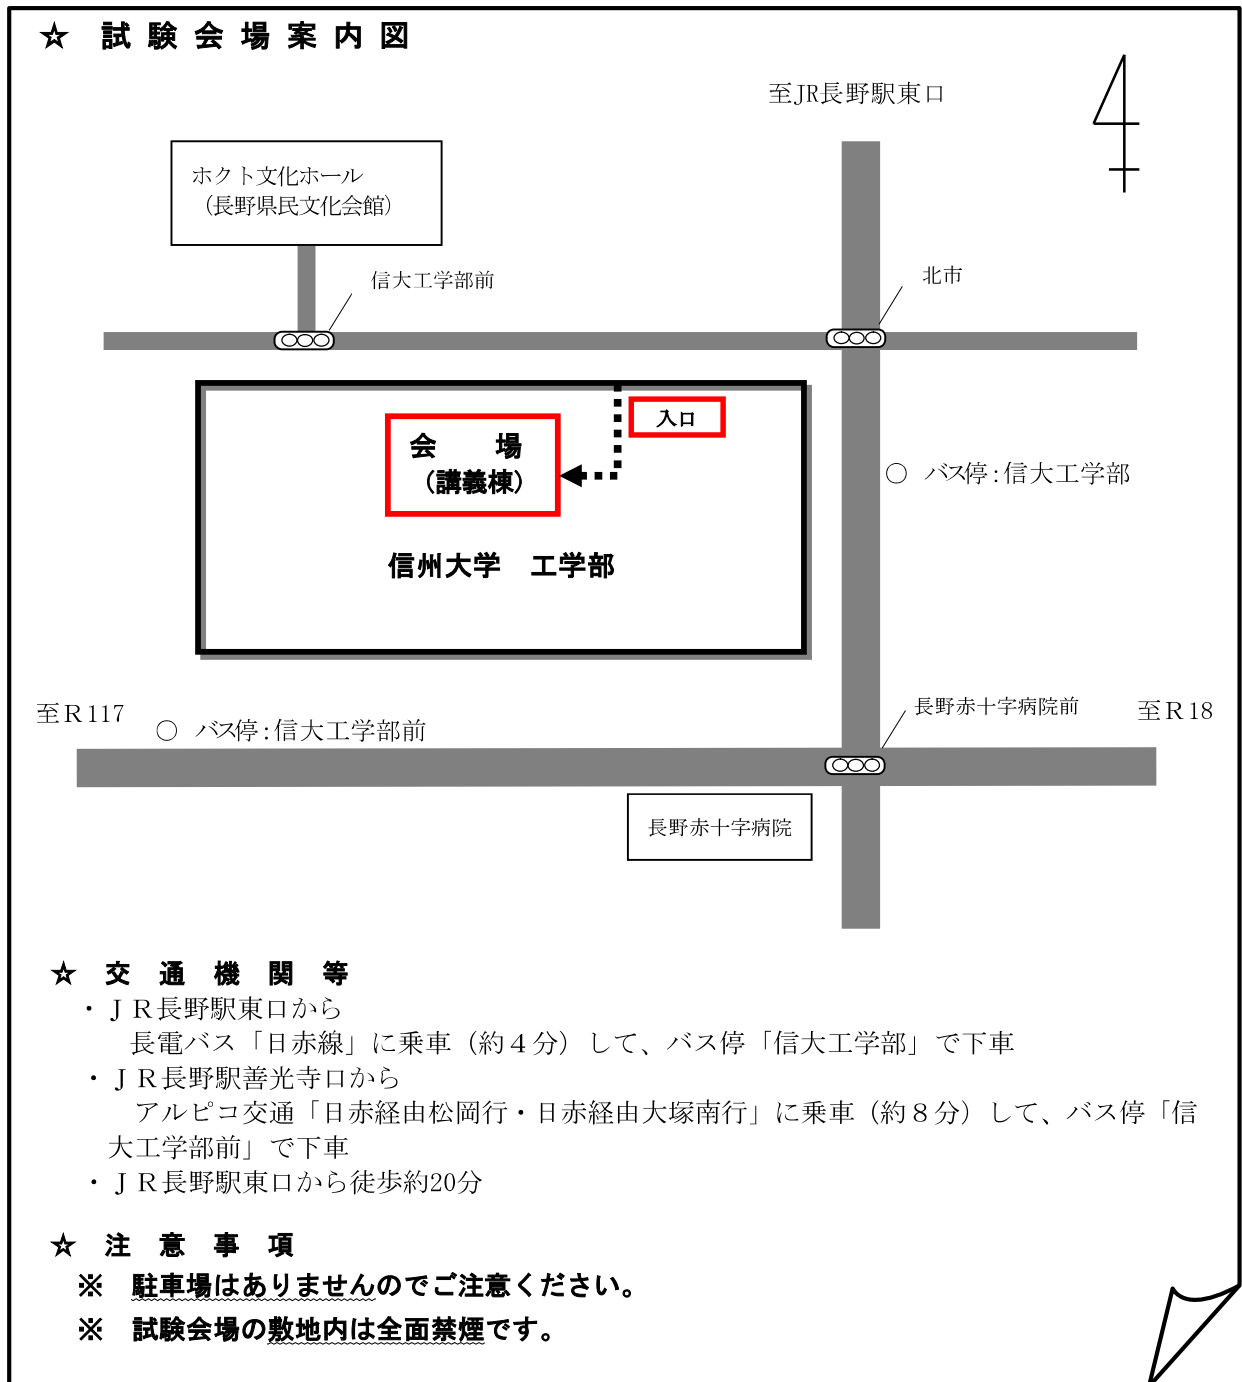 ☆　試験会場案内図
至JR長野駅東口
ホクト文化ホール
（長野県民文化会館）
信大工学部前
北市
入口
会　場
（講義棟）
○　バス停：信大工学部
信州大学　工学部
至Ｒ117
○　バス停：信大工学部前
長野赤十字病院前
至Ｒ18
長野赤十字病院
☆　交通機関等
・ＪＲ長野駅東口から
長電バス「日赤線」に乗車（約４分）して、バス停「信大工学部」で下車
・ＪＲ長野駅善光寺口から
アルピコ交通「日赤経由松岡行・日赤経由大塚南行」に乗車（約８分）して、バス停「信
大工学部前」で下車
・ＪＲ長野駅東口から徒歩約20分
☆　注意事項
※　駐車場はありませんのでご注意ください。
※　試験会場の敷地内は全面禁煙です。